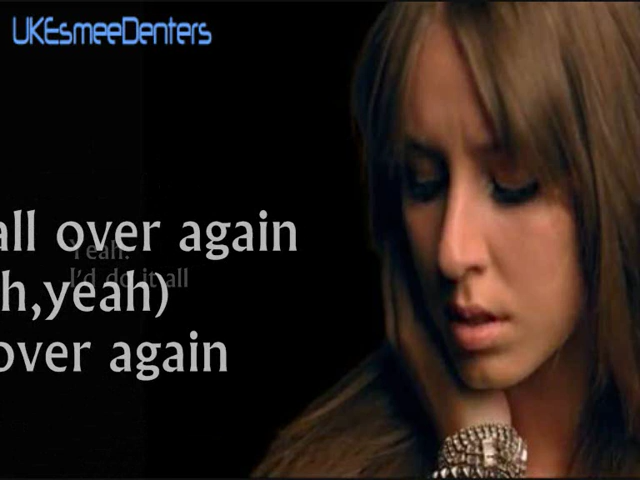 UKEsmeeDenters
all over again
Yeah.
I'd do it all
h,yeah)
over again